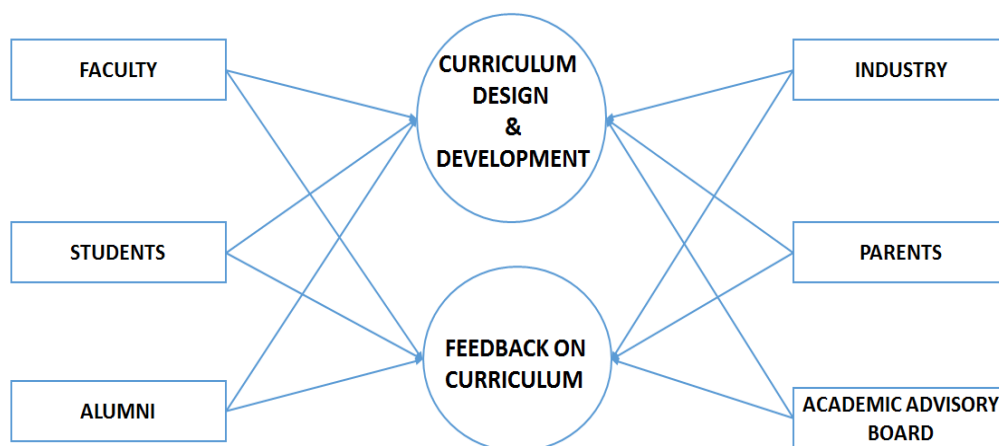 FACULTY
CURRICULUM
DESIGN
&
DEVELOPMENT
INDUSTRY
STUDENTS
PARENTS
FEEDBACK ON
CURRICULUM
ALUMNI
ACADEMIC ADVISORY
BOARD